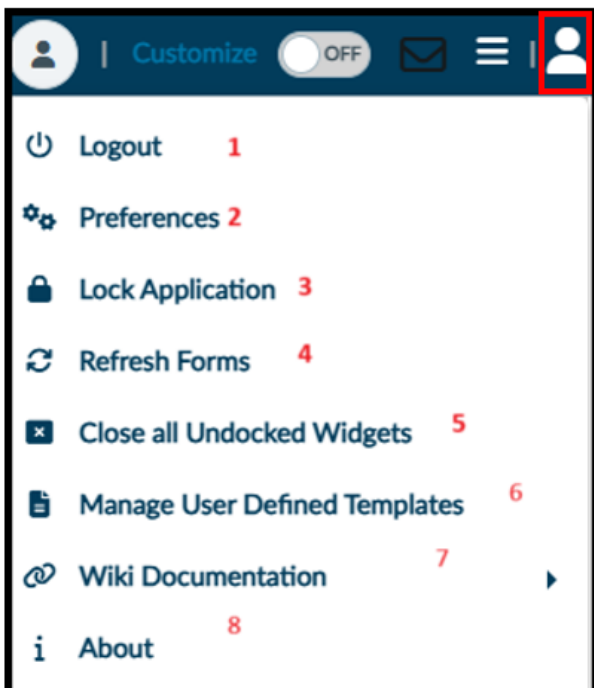 | Customize OFF |
Logout 1
Preferences 2
Lock Application 3
Refresh Forms 4
Close all Undocked Widgets 5
Manage User Defined Templates 6
Wiki Documentation 7
About 8